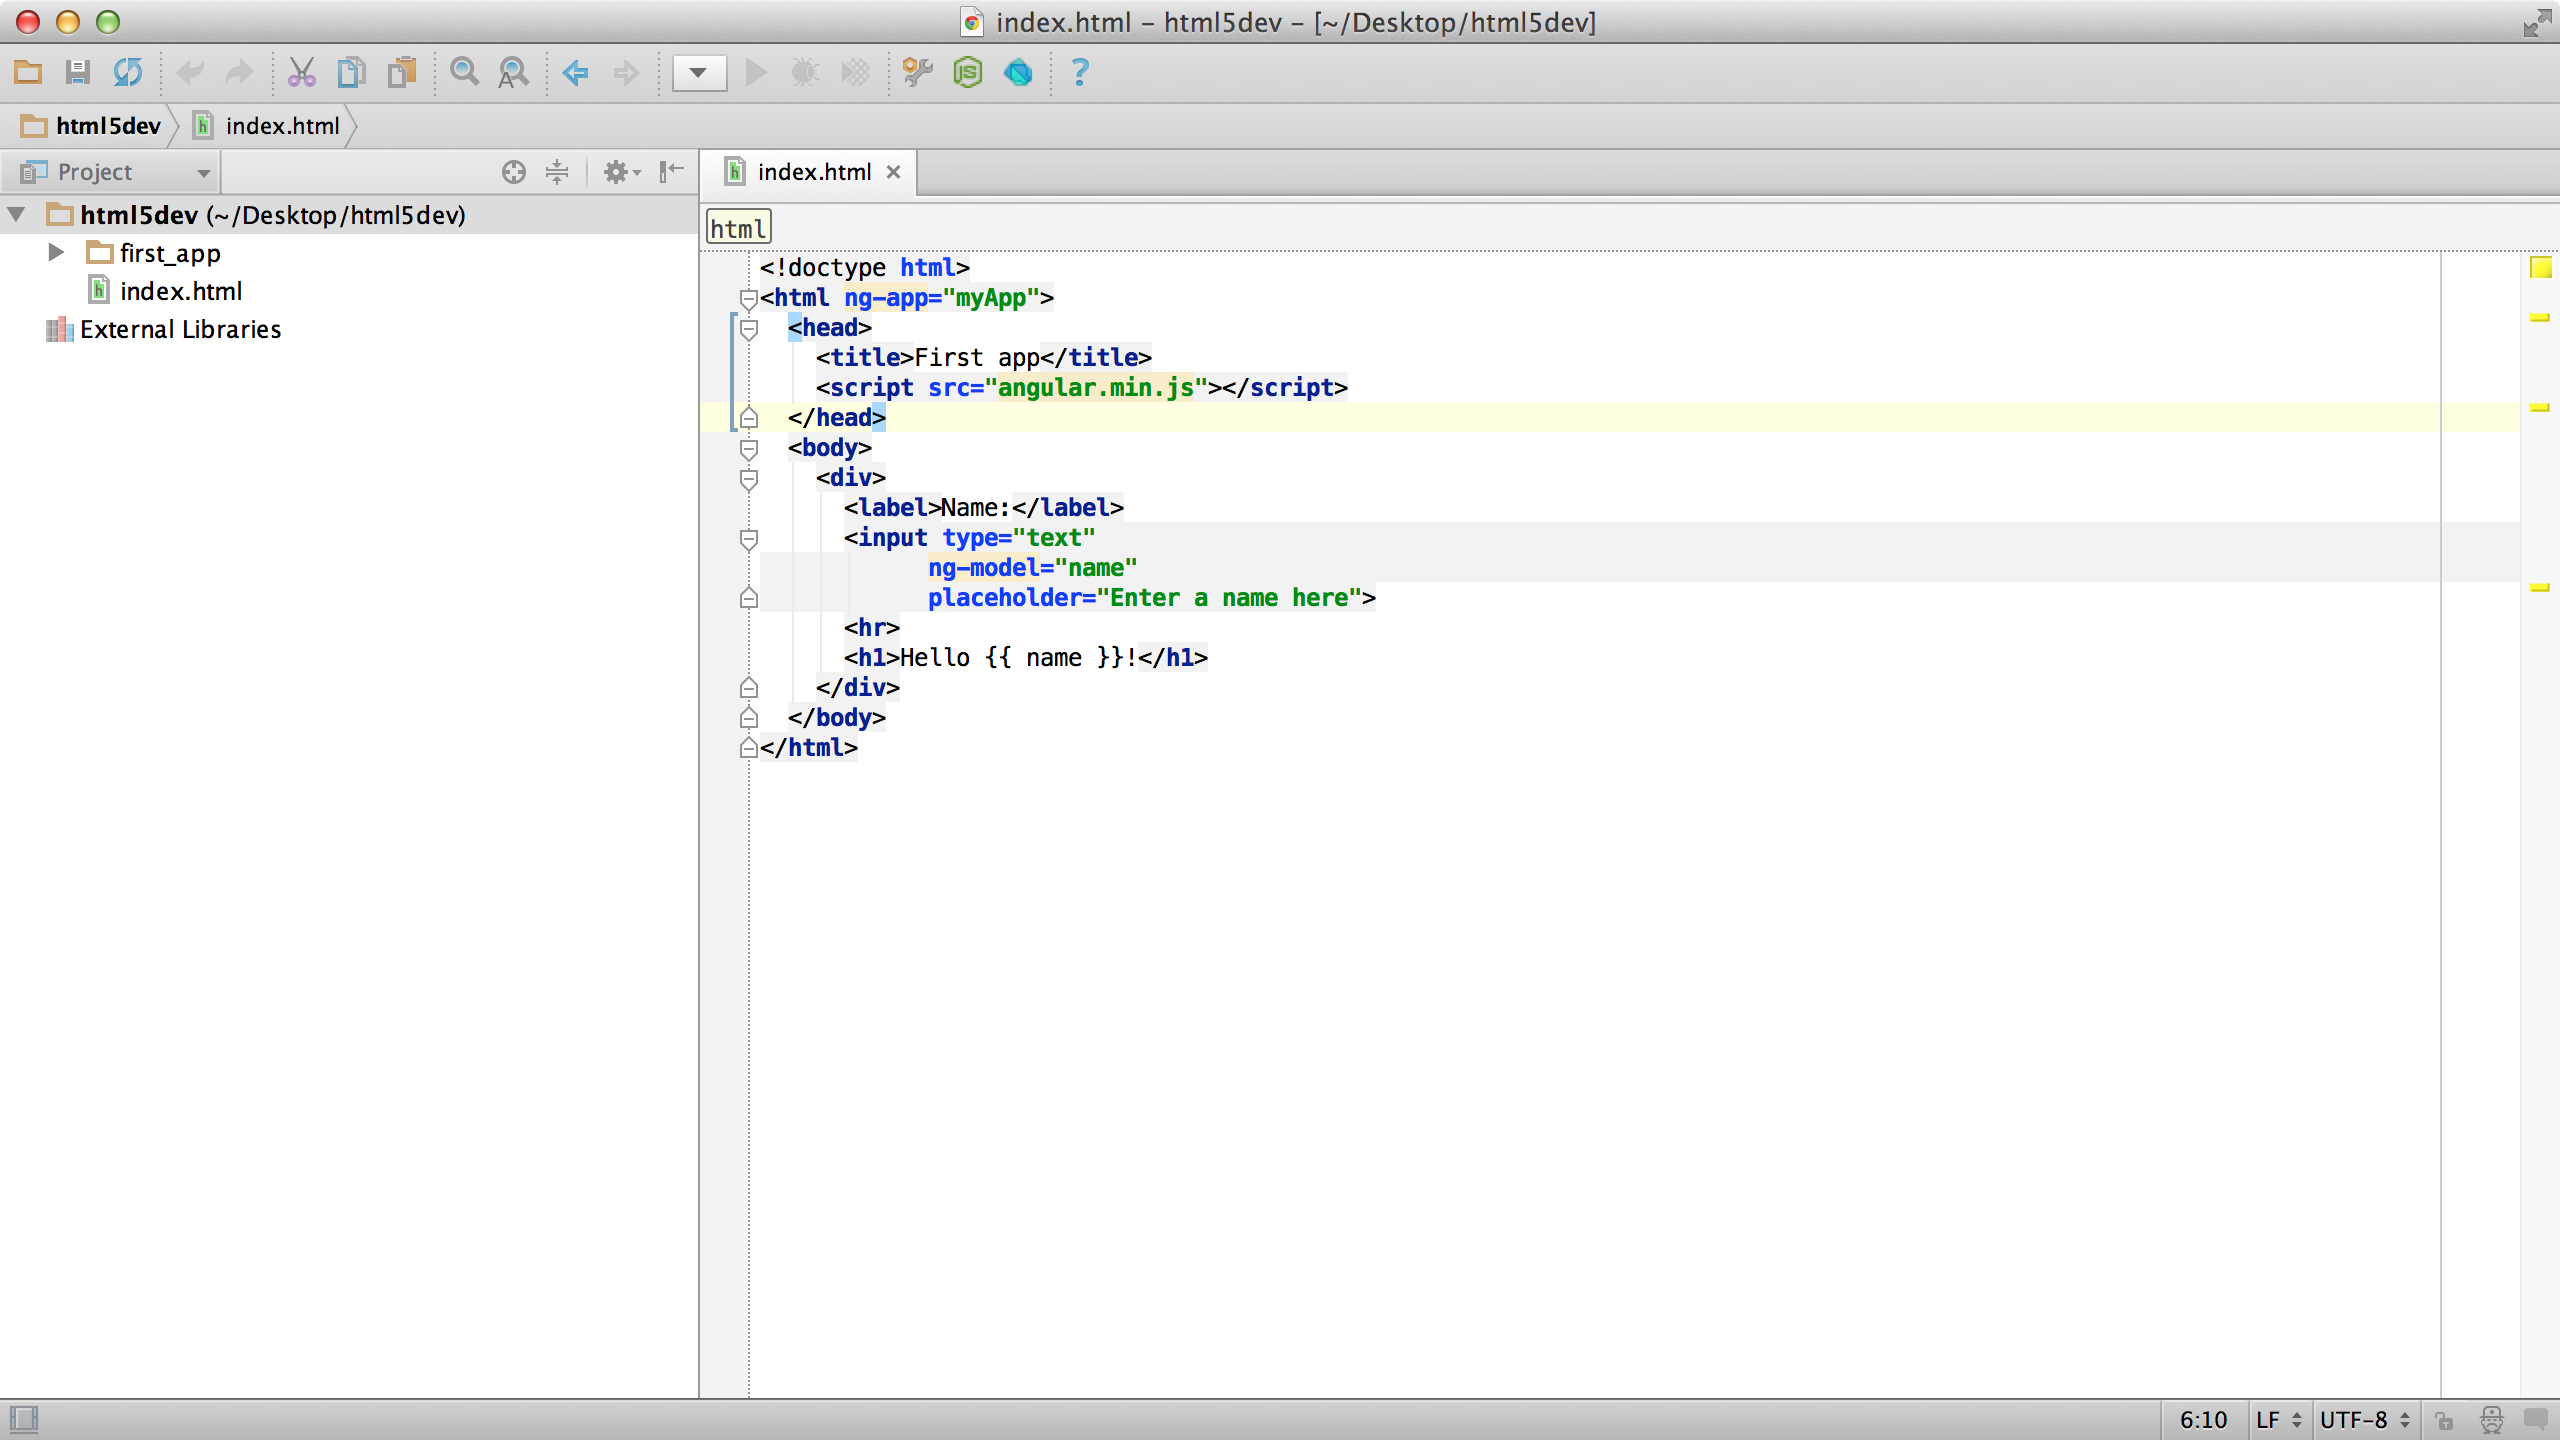 index.html – html5dev – [~/Desktop/html5dev]
html5dev index.html
Project
index.html
html5dev (~/Desktop/html5dev)
first_app
index.html
External Libraries
html
<!doctype html>
<html ng-app="myApp">
<head>
<title>First app</title>
<script src="angular.min.js"></script>
</head>
<body>
<div>
<label>Name:</label>
<input type="text"
ng-model="name"
placeholder="Enter a name here">
<hr>
<h1>Hello {{ name }}!</h1>
</div>
</body>
</html>
6:10 LF UTF-8